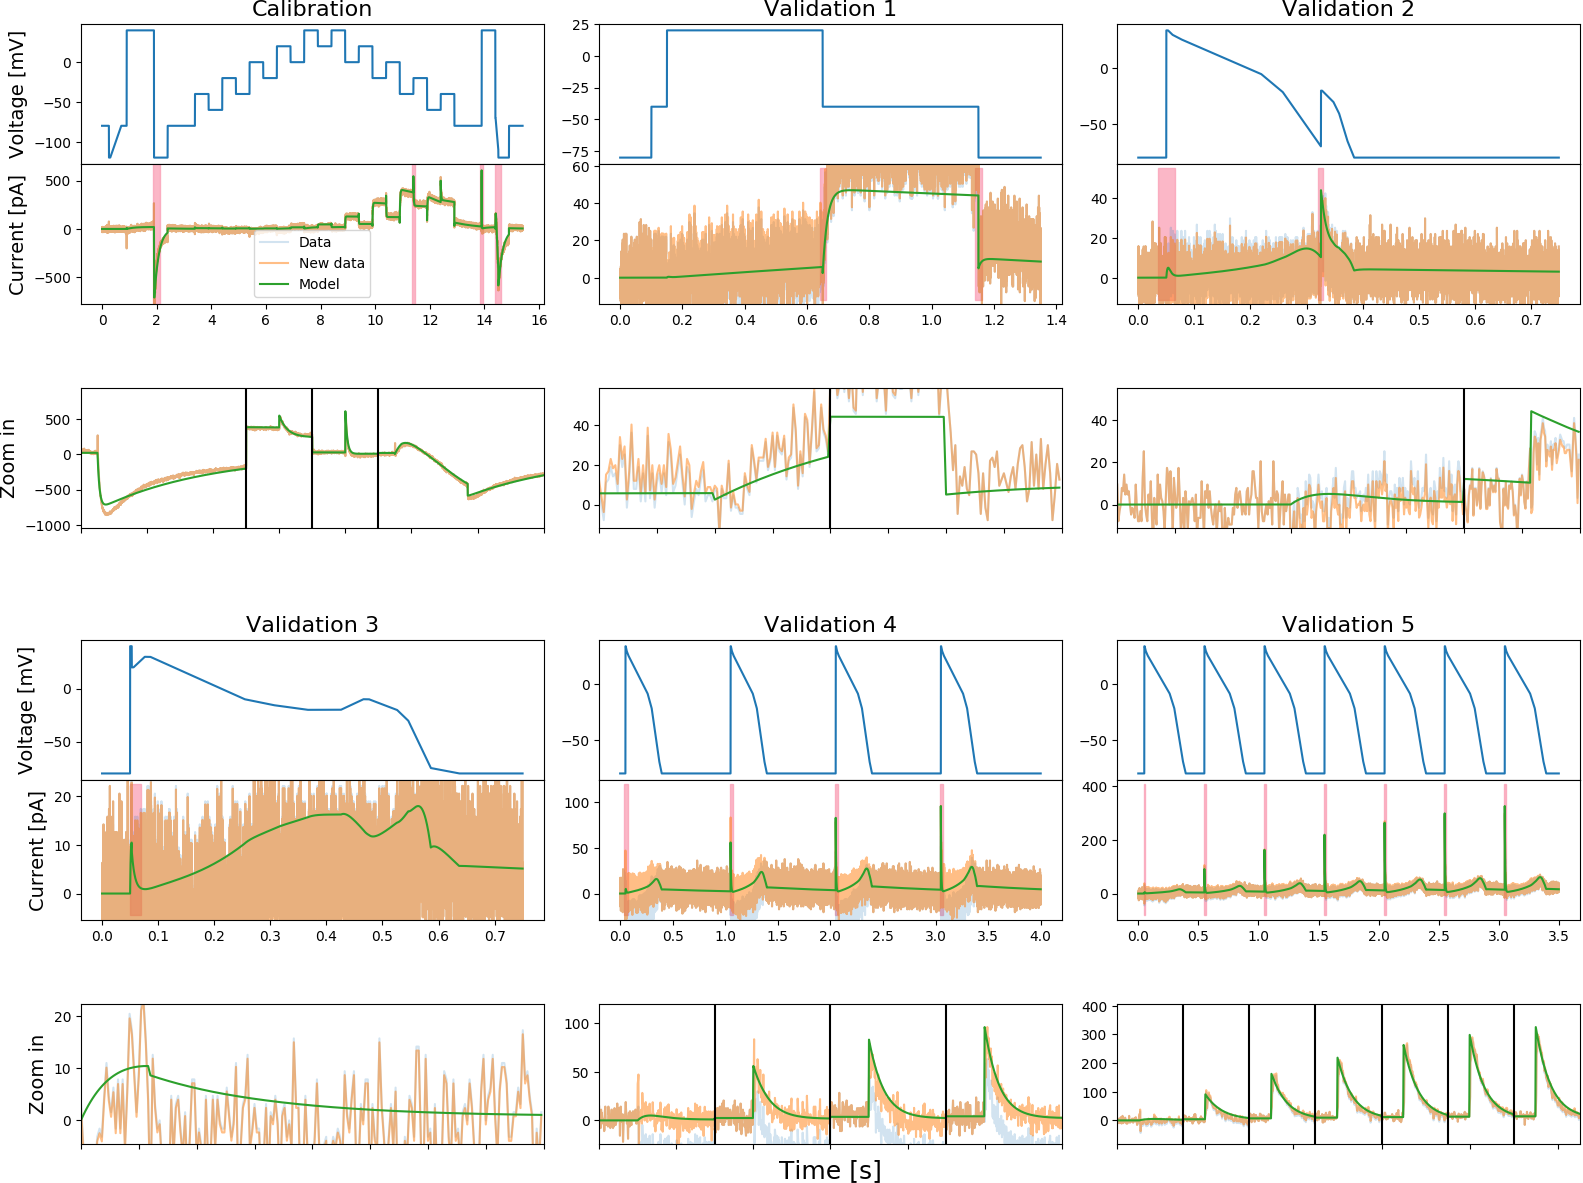 Calibration
Validation 1
Validation 2
Voltage [mV]
0
−50
−100
25
0
−25
−50
−75
0
−50
Current [pA]
500
0
−500
Data
New data
Model
0 2 4 6 8 10 12 14 16
60
40
20
0
0.0 0.2 0.4 0.6 0.8 1.0 1.2 1.4
40
20
0
0.0 0.1 0.2 0.3 0.4 0.5 0.6 0.7
Zoom in
500
0
−500
−1000
40
20
0
40
20
0
Validation 3
Validation 4
Validation 5
Voltage [mV]
0
−50
0
−50
0
−50
Current [pA]
20
10
0
0.0 0.1 0.2 0.3 0.4 0.5 0.6 0.7
100
50
0
0.0 0.5 1.0 1.5 2.0 2.5 3.0 3.5 4.0
400
200
0
0.0 0.5 1.0 1.5 2.0 2.5 3.0 3.5
Zoom in
20
10
0
100
50
0
400
300
200
100
0
Time [s]